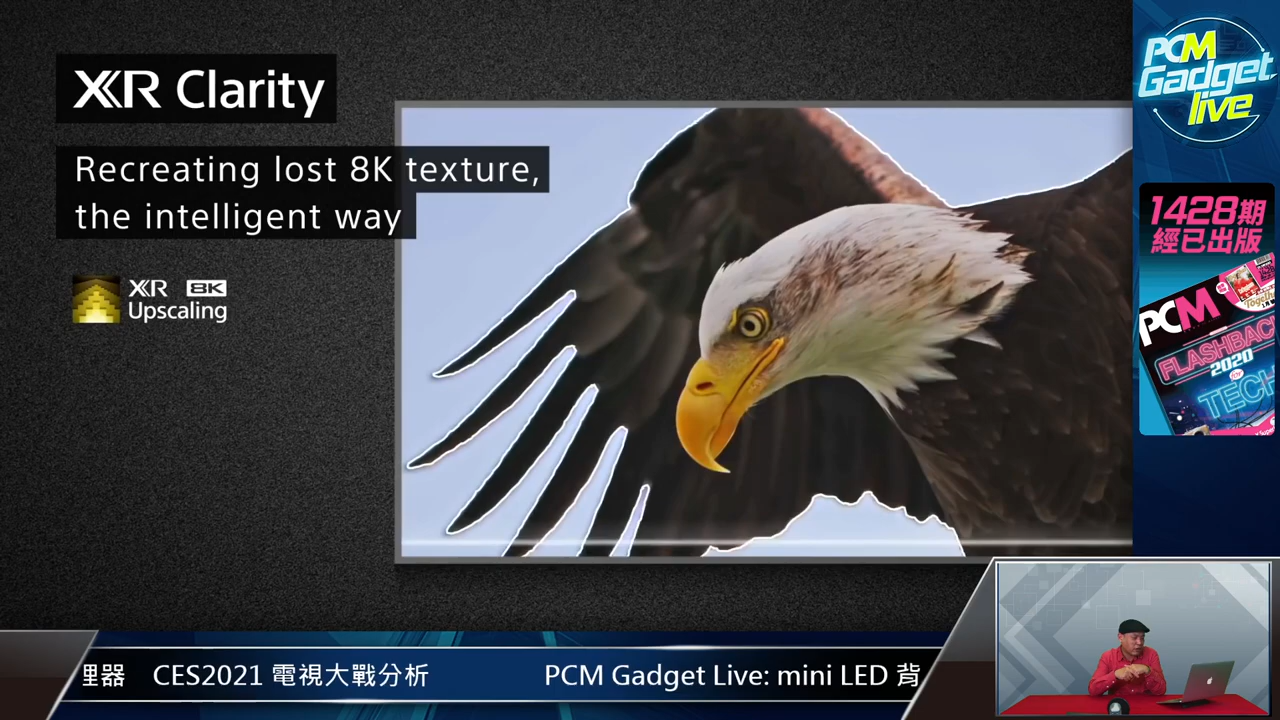 XR Clarity
Recreating lost 8K texture,
the intelligent way
XR 8K
Upscaling
PCM
Gadget
live
1428期
經已出版
PCM
FLASHBACK
2020
TECH
理器 CES2021 電視大戰分析 PCM Gadget Live: mini LED 背